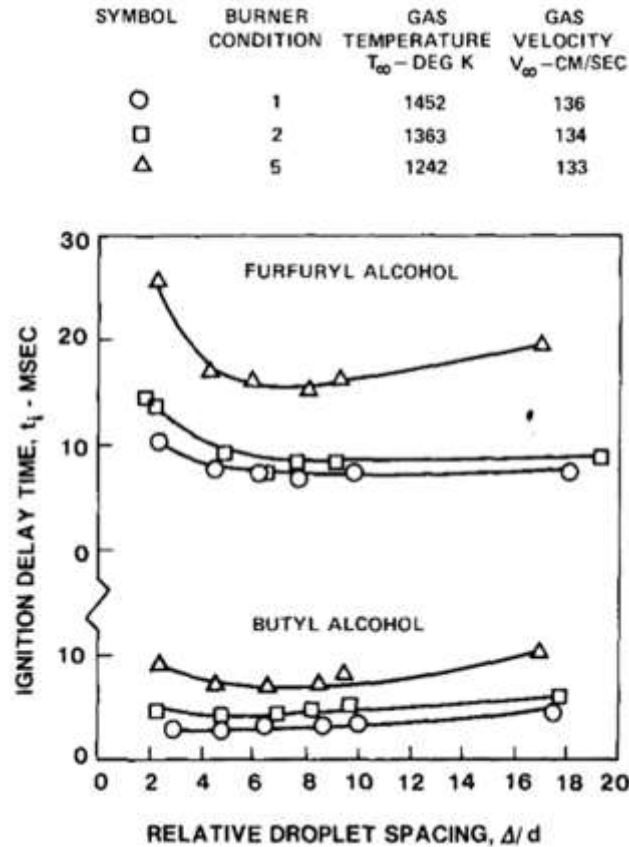 SYMBOL BURNER CONDITION GAS TEMPERATURE T∞ – DEG K GAS VELOCITY V∞ – CM/SEC
○ 1 1452 136
□ 2 1363 134
△ 5 1242 133
30
FURFURYL ALCOHOL
20
10
0
BUTYL ALCOHOL
10
0
IGNITION DELAY TIME, tᵢ - MSEC
0 2 4 6 8 10 12 14 16 18 20
RELATIVE DROPLET SPACING, Δ/d